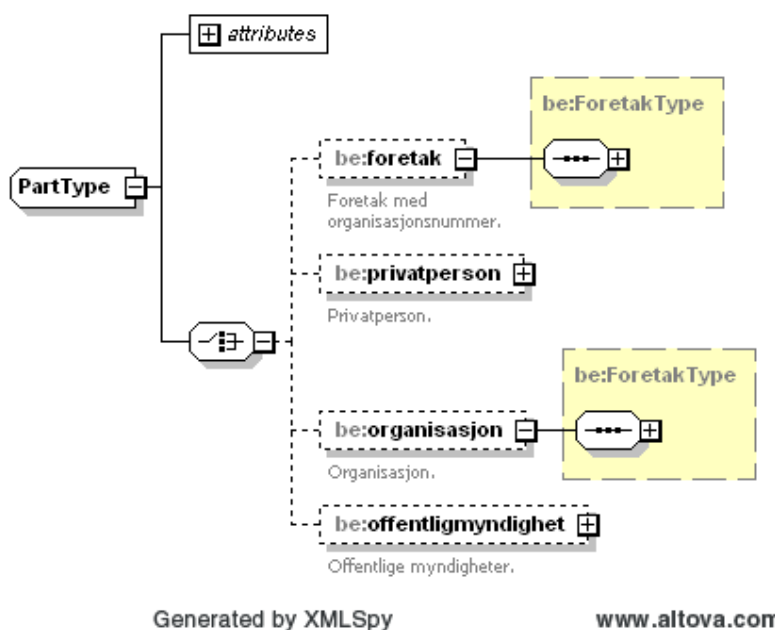 attributes
be:ForetakType
PartType
be:foretak
Foretak med
organisasjonsnummer.
be:privatperson
Privatperson.
be:ForetakType
be:organisasjon
Organisasjon.
be:offentligmyndighet
Offentlige myndigheter.
Generated by XMLSpy www.altova.com